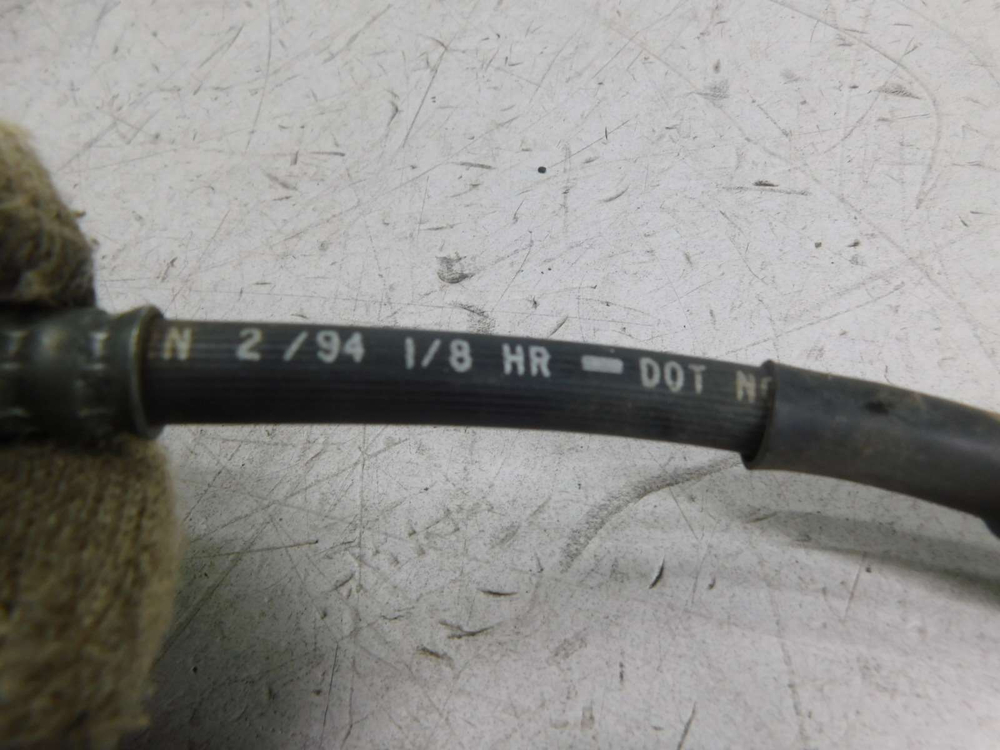 N 2/94 1/8 HR — DOT N